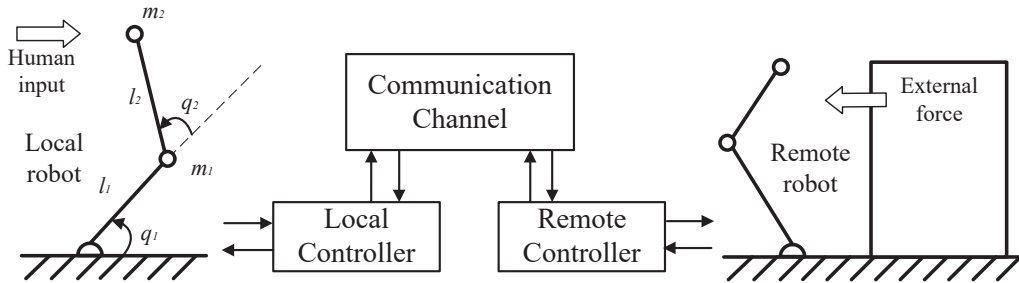 m2
Human
input
l2
q2
Local
robot
m1
l1
q1
Communication
Channel
Local
Controller
Remote
Controller
External
force
Remote
robot